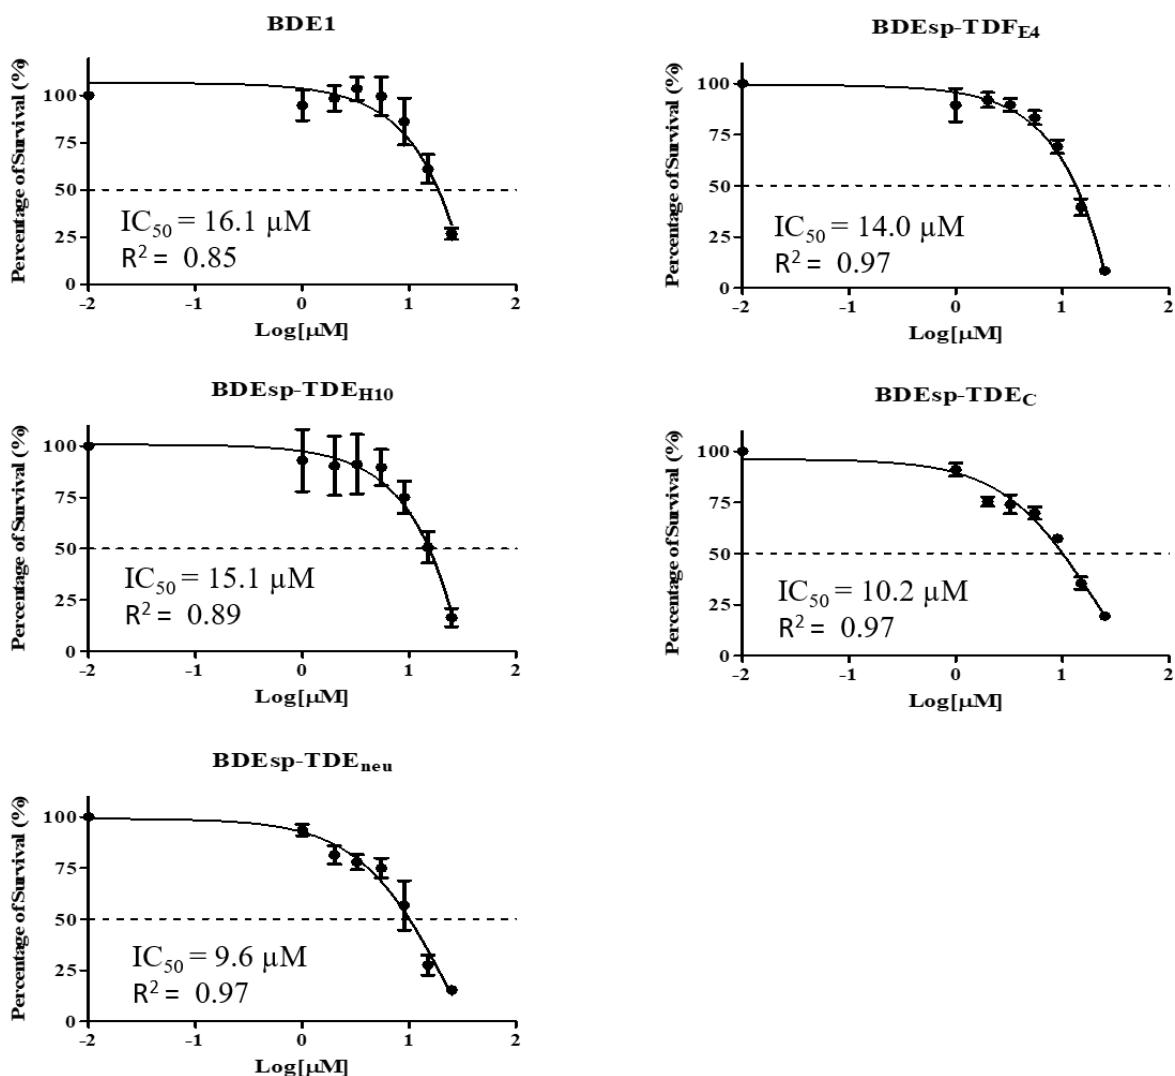 BDE1
Percentage of Survival (%)
100
75
50
25
0
IC50 = 16.1 µM
R2 = 0.85
-2 -1 0 1 2
Log[µM]
BDEsp-TDFE4
Percentage of Survival (%)
100
75
50
25
0
IC50 = 14.0 µM
R2 = 0.97
-2 -1 0 1 2
Log[µM]
BDEsp-TDEH10
Percentage of Survival (%)
100
75
50
25
0
IC50 = 15.1 µM
R2 = 0.89
-2 -1 0 1 2
Log[µM]
BDEsp-TDEC
Percentage of Survival (%)
100
75
50
25
0
IC50 = 10.2 µM
R2 = 0.97
-2 -1 0 1 2
Log[µM]
BDEsp-TDEneu
Percentage of Survival (%)
100
75
50
25
0
IC50 = 9.6 µM
R2 = 0.97
-2 -1 0 1 2
Log[µM]